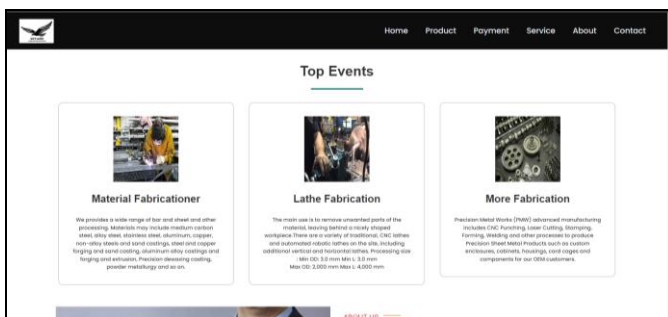 Home Product Payment Service About Contact
Top Events
Material Fabricationer
We provides a wide range of bar and sheet and other
processing. Materials may include medium carbon
steel, alloy steel, stainless steel, aluminum, copper,
non-alloy steels and sand castings, steel and copper
forging and sand casting, aluminum alloy castings and
forging and extrusion, Precision dewaxing casting,
powder metallurgy and so on.
Lathe Fabrication
The main use is to remove unwanted parts of the
material, leaving behind a nicely shaped
workpiece.There are a variety of traditional, CNC lathes
and automated robotic lathes on the site, including
additional vertical and horizontal lathes, Processing size
: Min OD: 3.0 mm Min L: 3.0 mm
Max OD: 2,000 mm Max L: 4,000 mm
More Fabrication
Precision Metal Works (PMW) advanced manufacturing
includes CNC Punching, Laser Cutting, Stamping,
Forming, Welding and other processes to produce
Precision Sheet Metal Products such as custom
enclosures, cabinets, housings, card cages and
components for our OEM customers.
ABOUT US